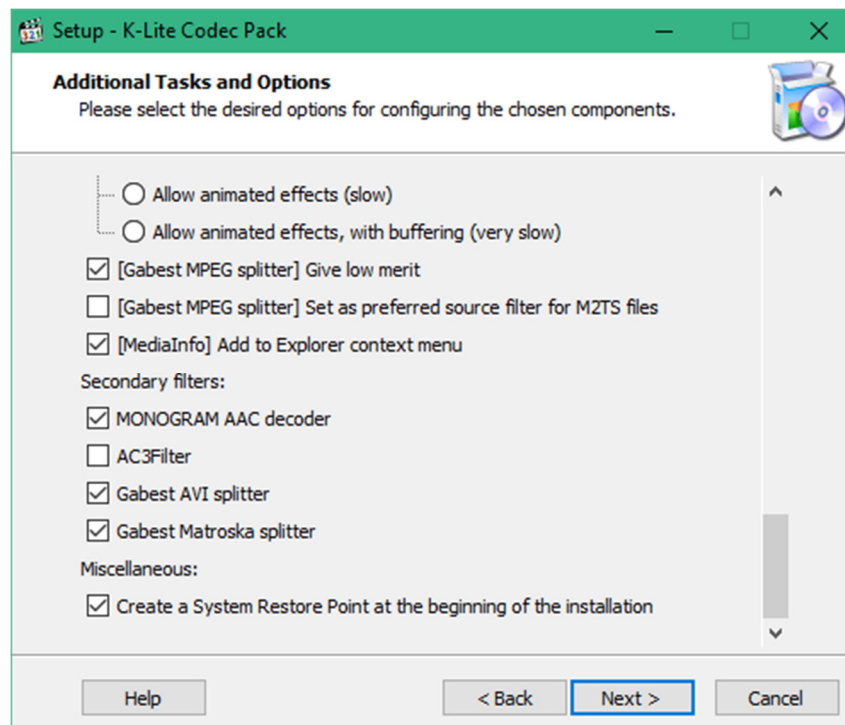 Setup - K-Lite Codec Pack
Additional Tasks and Options
Please select the desired options for configuring the chosen components.
Allow animated effects (slow)
Allow animated effects, with buffering (very slow)
[Gabest MPEG splitter] Give low merit
[Gabest MPEG splitter] Set as preferred source filter for M2TS files
[MediaInfo] Add to Explorer context menu
Secondary filters:
MONOGRAM AAC decoder
AC3Filter
Gabest AVI splitter
Gabest Matroska splitter
Miscellaneous:
Create a System Restore Point at the beginning of the installation
Help < Back Next > Cancel